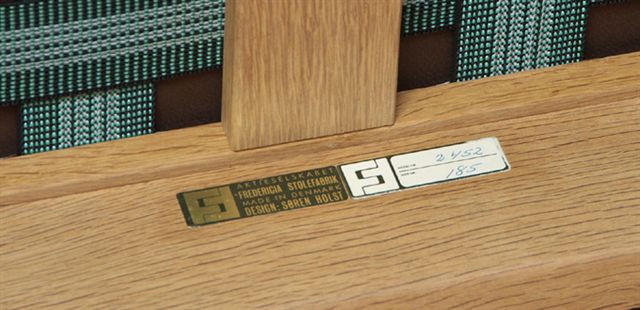 AKTIESELSKABET
FREDERICIA STOLEFABRIK
MADE IN DENMARK
DESIGN: SØREN HOLST
2452
185